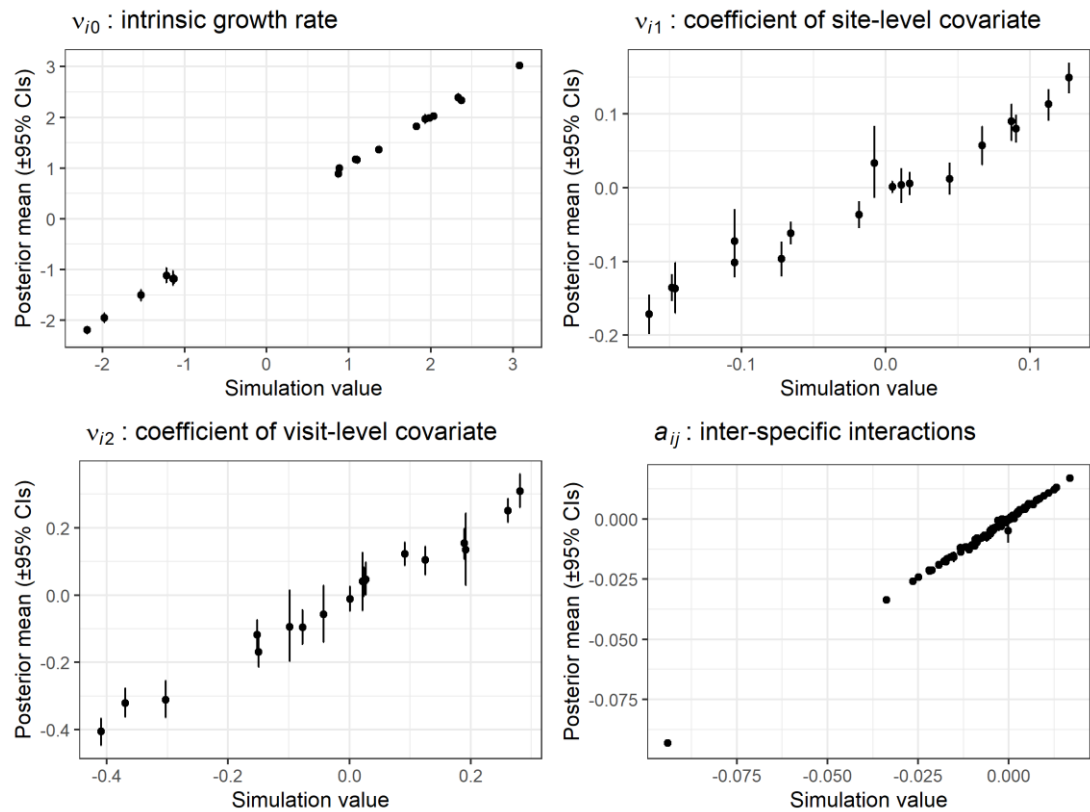 νi0 : intrinsic growth rate
Posterior mean (±95% CIs)
3
2
1
0
-1
-2
-2 -1 0 1 2 3
Simulation value
νi1 : coefficient of site-level covariate
Posterior mean (±95% CIs)
0.1
0.0
-0.1
-0.2
-0.1 0.0 0.1
Simulation value
νi2 : coefficient of visit-level covariate
Posterior mean (±95% CIs)
0.2
0.0
-0.2
-0.4
-0.4 -0.2 0.0 0.2
Simulation value
aij : inter-specific interactions
Posterior mean (±95% CIs)
0.000
-0.025
-0.050
-0.075
-0.075 -0.050 -0.025 0.000
Simulation value